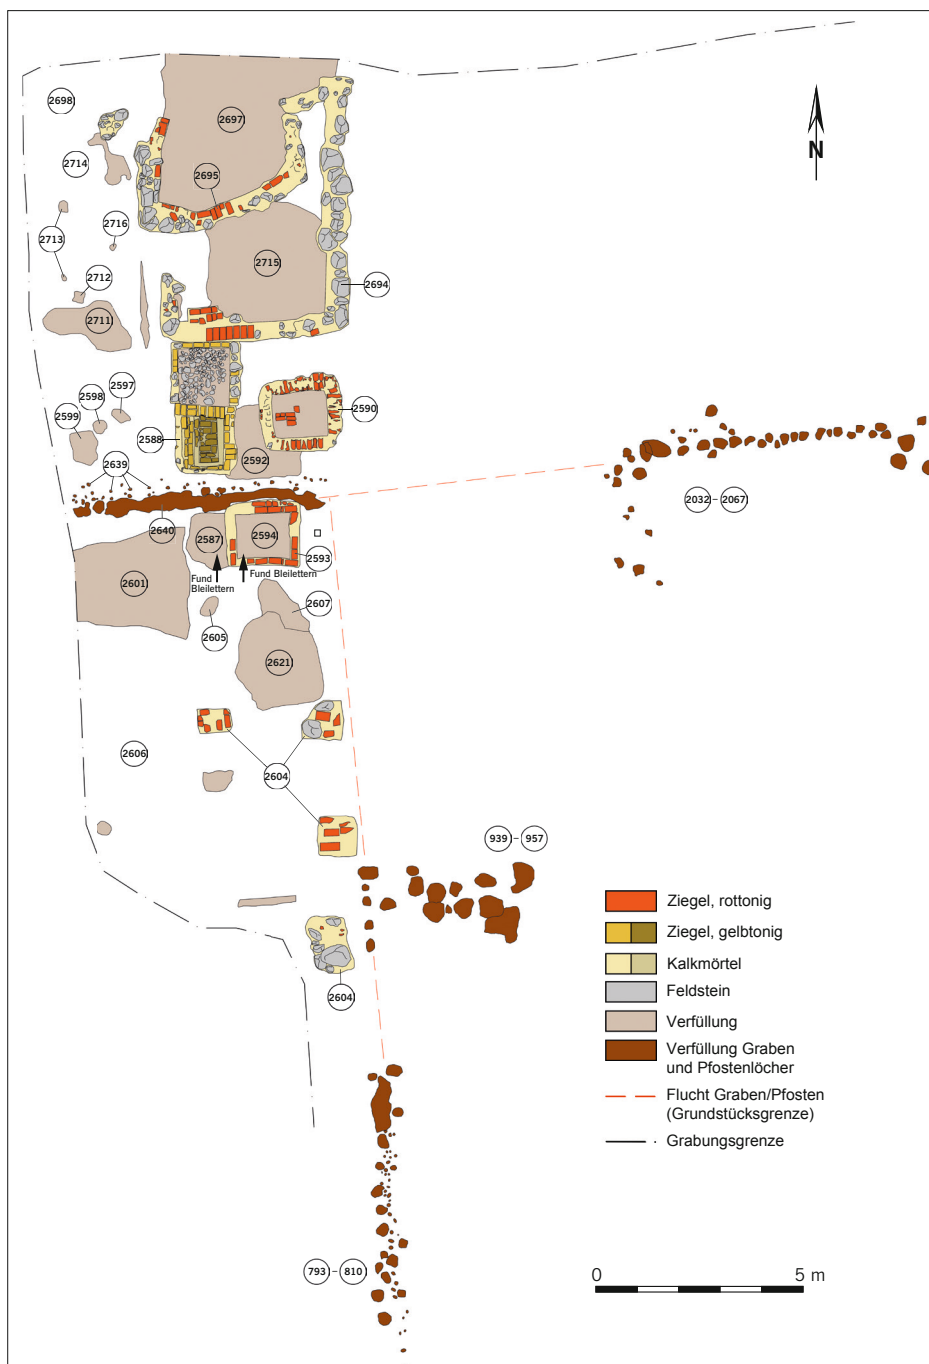 2698
2697
N
2714
2695
2713
2716
2715
2712
2694
2711
2597
2598
2599
2590
2588
2592
2639
2032 – 2067
2640
2587
2594
2593
Fund
Bleilettern
Fund Bleilettern
2601
2607
2605
2621
2606
2604
939 – 957
Ziegel, rottonig
Ziegel, gelbtonig
Kalkmörtel
Feldstein
2604
Verfüllung
Verfüllung Graben
und Pfostenlöcher
Flucht Graben/Pfosten
(Grundstücksgrenze)
Grabungsgrenze
793 – 810
0 5 m